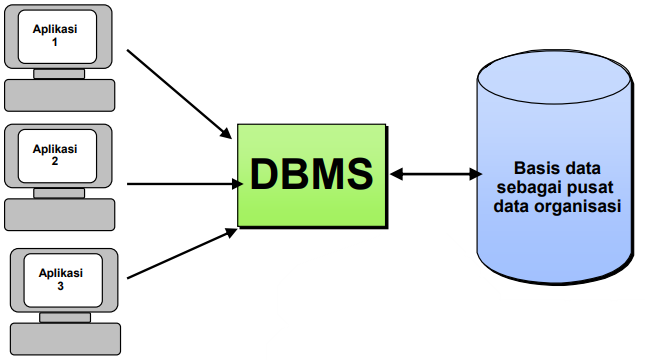 Aplikasi
1
Aplikasi
2
Aplikasi
3
DBMS
Basis data
sebagai pusat
data organisasi